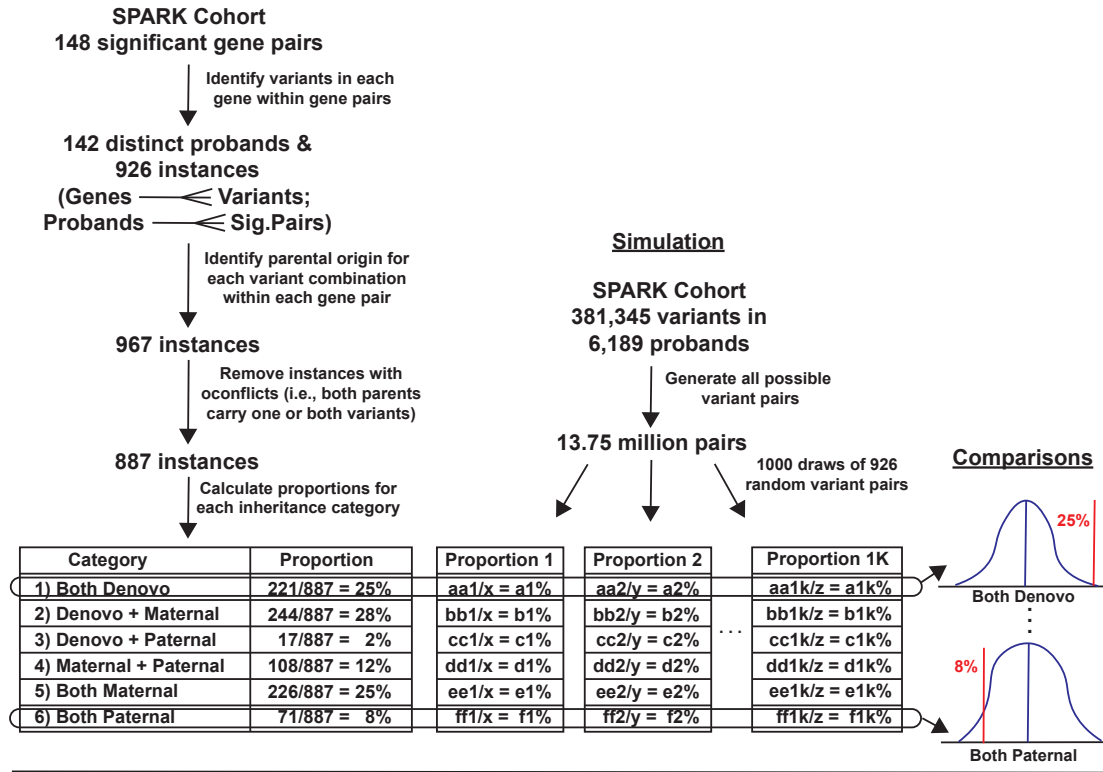 SPARK Cohort
148 significant gene pairs
Identify variants in each
gene within gene pairs
142 distinct probands &
926 instances
(Genes Variants;
Probands Sig.Pairs)
Identify parental origin for
each variant combination
within each gene pair
967 instances
Remove instances with
oconflicts (i.e., both parents
carry one or both variants)
887 instances
Calculate proportions for
each inheritance category
Simulation
SPARK Cohort
381,345 variants in
6,189 probands
Generate all possible
variant pairs
13.75 million pairs
1000 draws of 926
random variant pairs
Category Proportion Proportion 1 Proportion 2 Proportion 1K
1) Both Denovo 221/887 = 25% aa1/x = a1% aa2/y = a2% aa1k/z = a1k%
2) Denovo + Maternal 244/887 = 28% bb1/x = b1% bb2/y = b2% bb1k/z = b1k%
3) Denovo + Paternal 17/887 = 2% cc1/x = c1% cc2/y = c2% ... cc1k/z = c1k%
4) Maternal + Paternal 108/887 = 12% dd1/x = d1% dd2/y = d2% dd1k/z = d1k%
5) Both Maternal 226/887 = 25% ee1/x = e1% ee2/y = e2% ee1k/z = e1k%
6) Both Paternal 71/887 = 8% ff1/x = f1% ff2/y = f2% ff1k/z = f1k%
Comparisons
25%
Both Denovo
8%
Both Paternal